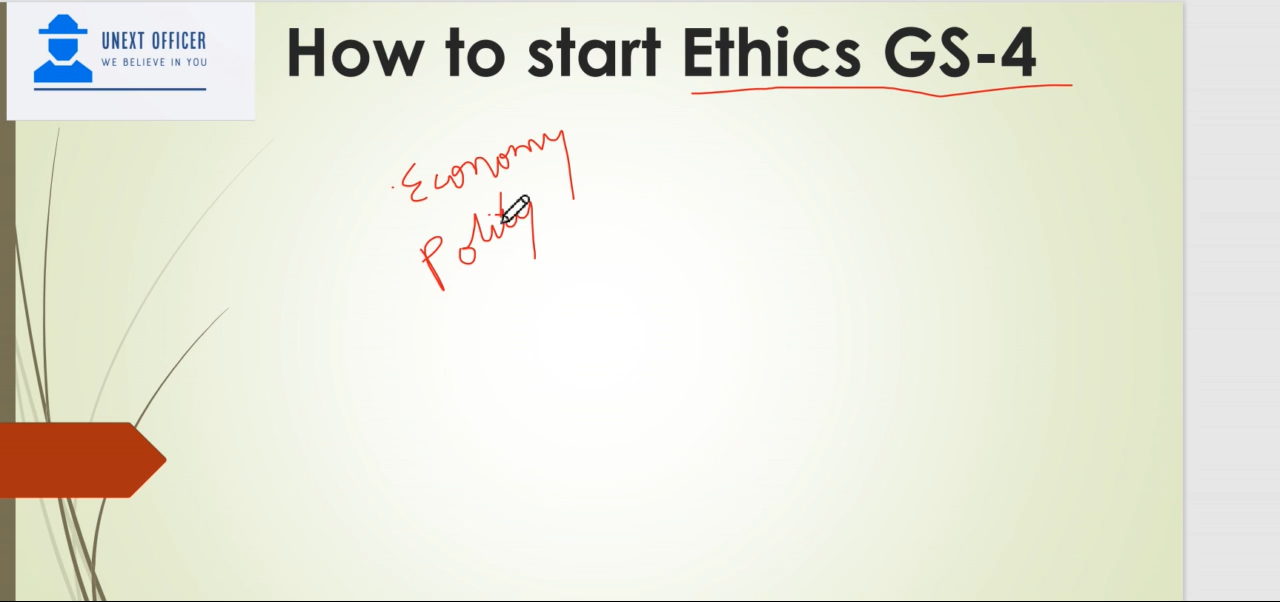 UNEXT OFFICER
WE BELIEVE IN YOU
How to start Ethics GS-4
Economy
Polity